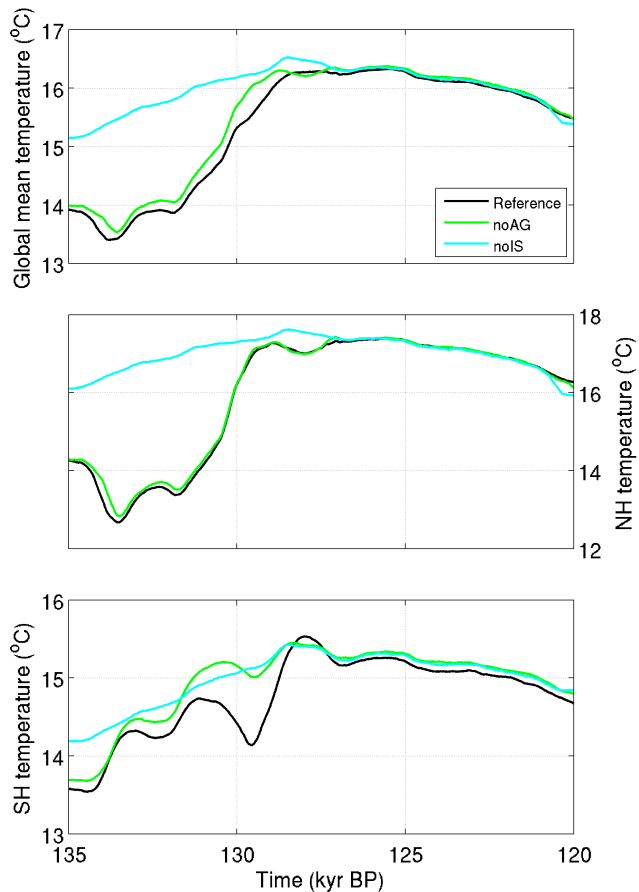 17
16
15
14
13
Global mean temperature (°C)
Reference
noAG
noIS
18
16
14
12
NH temperature (°C)
16
15
14
13
SH temperature (°C)
135
130
125
120
Time (kyr BP)